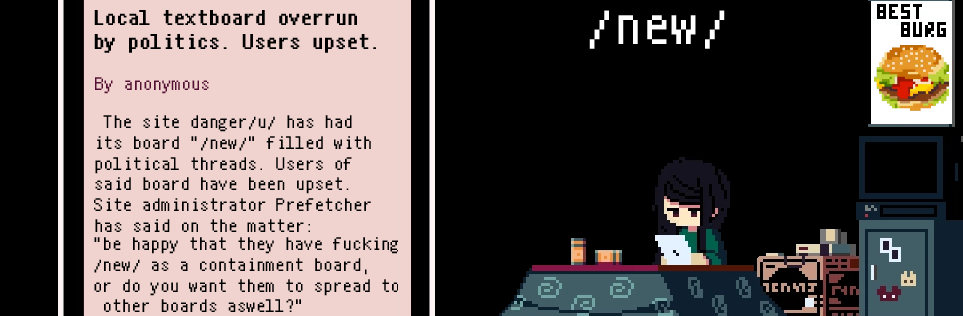 Local textboard overrun
by politics. Users upset.
By anonymous
The site danger/u/ has had
its board "/new/" filled with
political threads. Users of
said board have been upset.
Site administrator Prefetcher
has said on the matter:
"be happy that they have fucking
/new/ as a containment board,
or do you want them to spread to
other boards aswell?"
/new/
BEST
BURG